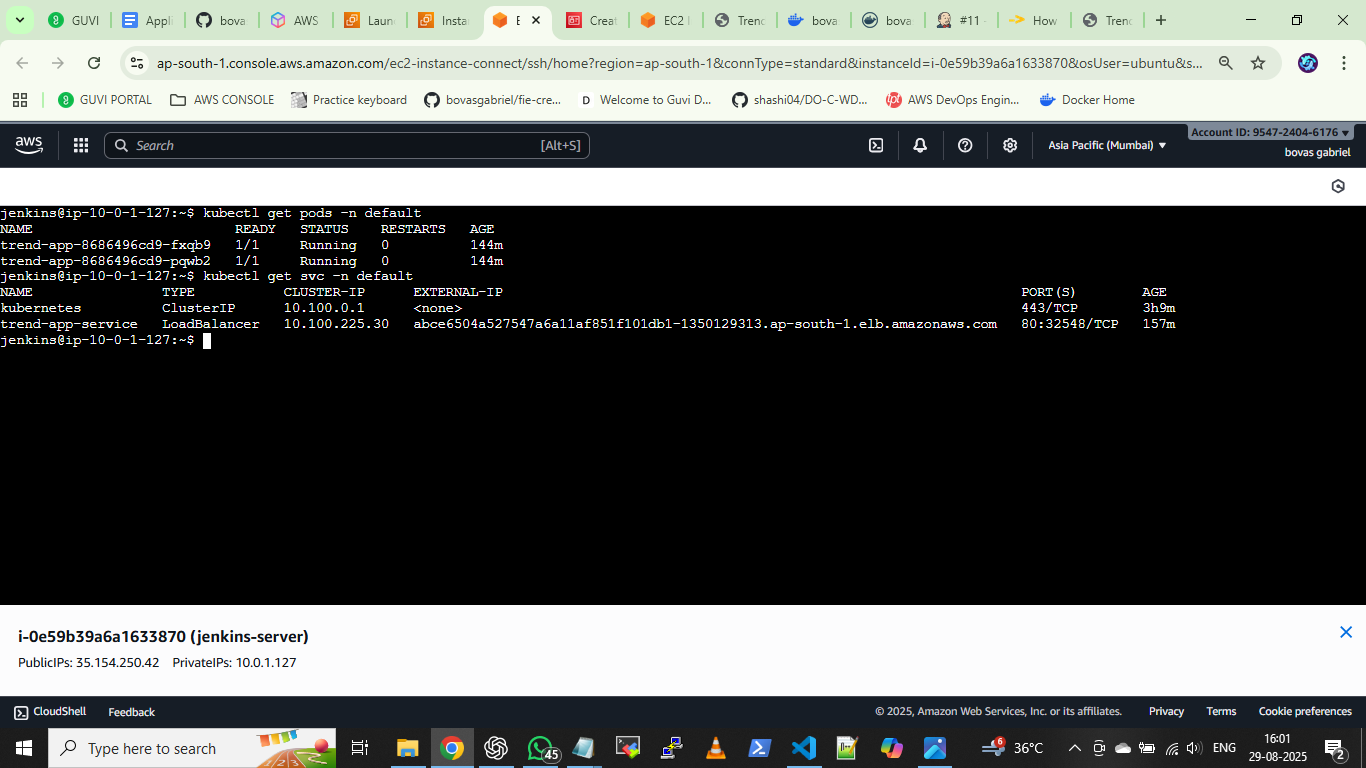 GUVI
Appli
bova
AWS
Laun
Insta
E
Creat
EC2 I
Trend
bova
bova
#11 -
How
Trend
ap-south-1.console.aws.amazon.com/ec2-instance-connect/ssh/home?region=ap-south-1&connType=standard&instanceId=i-0e59b39a6a1633870&osUser=ubuntu&s...
GUVI PORTAL
AWS CONSOLE
Practice keyboard
bovasgabriel/fie-cre...
Welcome to Guvi D...
shashi04/DO-C-WD...
AWS DevOps Engin...
Docker Home
aws
Search
[Alt+S]
Asia Pacific (Mumbai)
Account ID: 9547-2404-6176
bovas gabriel
jenkins@ip-10-0-1-127:~$ kubectl get pods -n default
NAME READY STATUS RESTARTS AGE
trend-app-8686496cd9-fxqb9 1/1 Running 0 144m
trend-app-8686496cd9-pqwb2 1/1 Running 0 144m
jenkins@ip-10-0-1-127:~$ kubectl get svc -n default
NAME TYPE CLUSTER-IP EXTERNAL-IP PORT(S) AGE
kubernetes ClusterIP 10.100.0.1 <none> 443/TCP 3h9m
trend-app-service LoadBalancer 10.100.225.30 abce6504a527547a6a11af851f101db1-1350129313.ap-south-1.elb.amazonaws.com 80:32548/TCP 157m
jenkins@ip-10-0-1-127:~$
i-0e59b39a6a1633870 (jenkins-server)
PublicIPs: 35.154.250.42 PrivateIPs: 10.0.1.127
CloudShell
Feedback
© 2025, Amazon Web Services, Inc. or its affiliates.
Privacy
Terms
Cookie preferences
Type here to search
45
6
36°C
ENG
16:01
29-08-2025
2